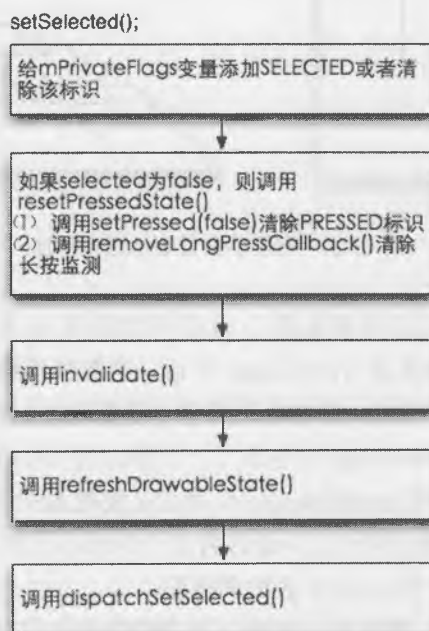 setSelected();
给mPrivateFlags变量添加SELECTED或者清
除该标识
如果selected为false，则调用
resetPressedState()
(1) 调用setPressed(false)清除PRESSED标识
(2) 调用removeLongPressCallback()清除
长按监测
调用invalidate()
调用refreshDrawableState()
调用dispatchSetSelected()